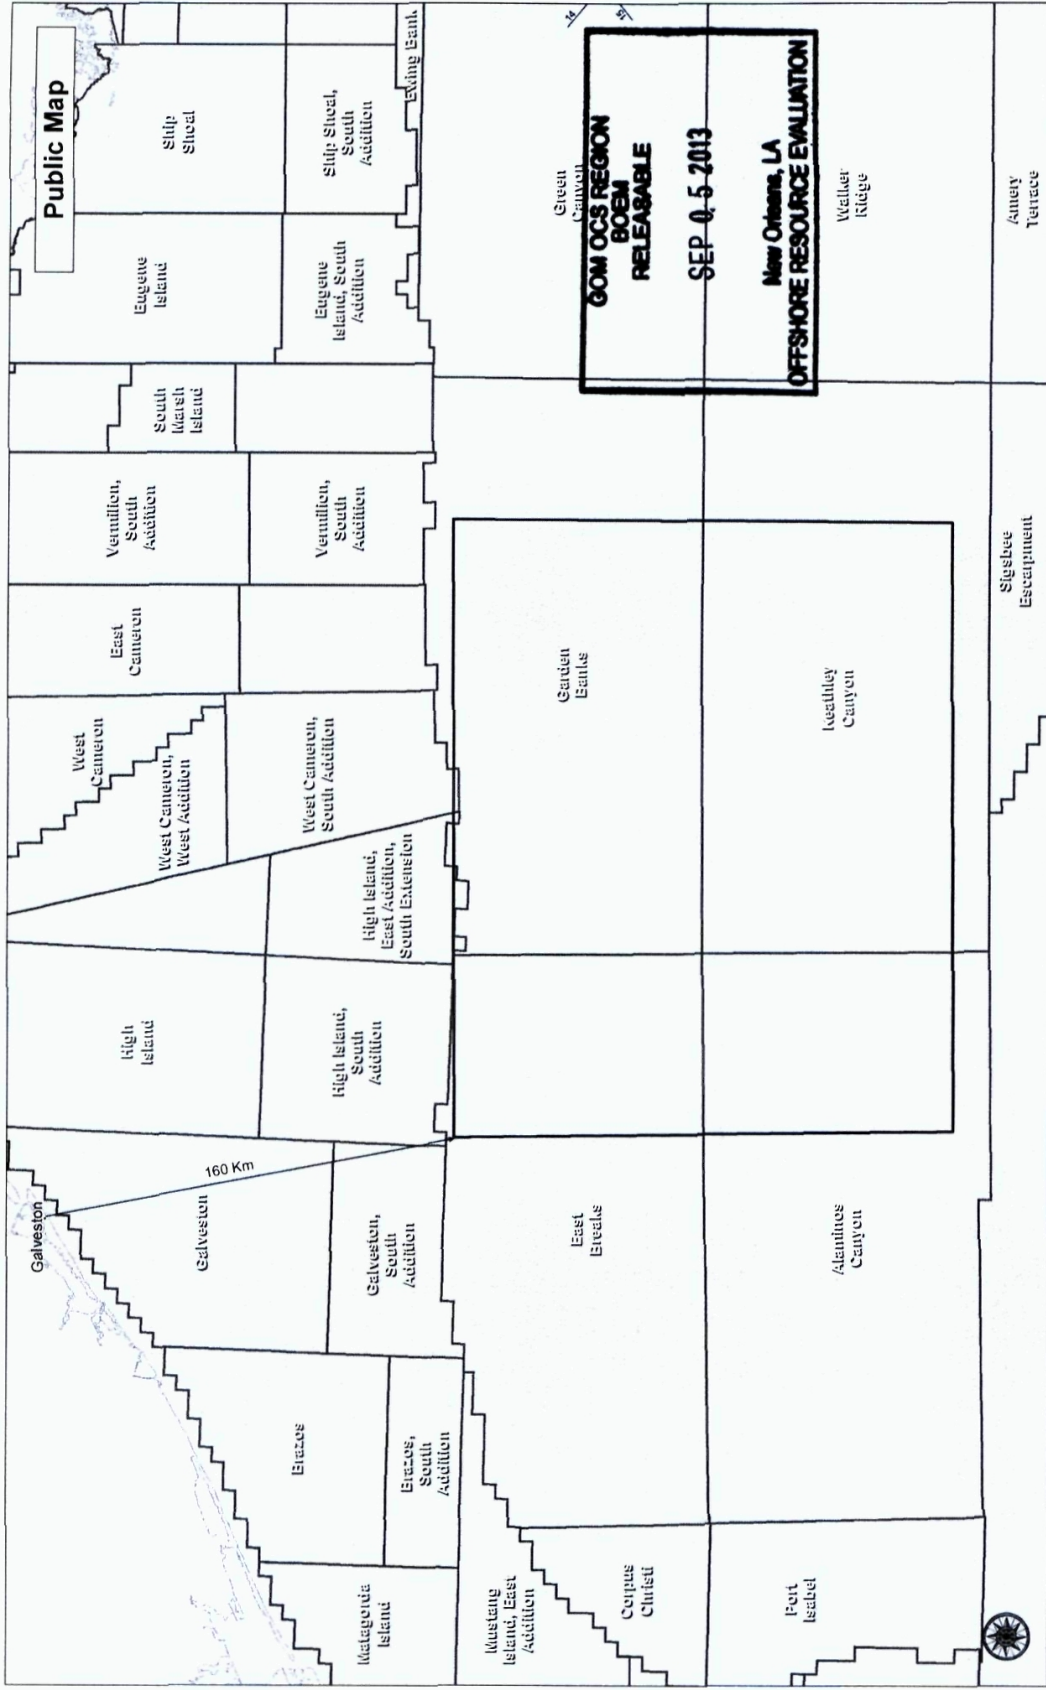 Public Map
Galveston
160 Km
West
Cameron
West Cameron,
West Addition
East
Cameron
Vermilion,
South
Addition
South
Marsh
Island
Eugene
Island
Ship
Shoal
High
Island
Galveston
Brazos
Matagorda
Island
Brazos,
South
Addition
Galveston,
South
Addition
High Island,
South
Addition
High Island,
East Addition,
South Extension
West Cameron,
South Addition
Vermilion,
South
Addition
Eugene
Island, South
Addition
Ship Shoal,
South
Addition
Ewing Bank
Mustang
Island, East
Addition
Corpus
Christi
East
Breaks
Garden
Banks
Green
Canyon
14
15
GOM OCS REGION
BOEM
RELEASABLE
SEP 0 5 2013
New Orleans, LA
OFFSHORE RESOURCE EVALUATION
Port
Isabel
Alaminos
Canyon
Keathley
Canyon
Walker
Ridge
Sigsbee
Escarpment
Amery
Terrace